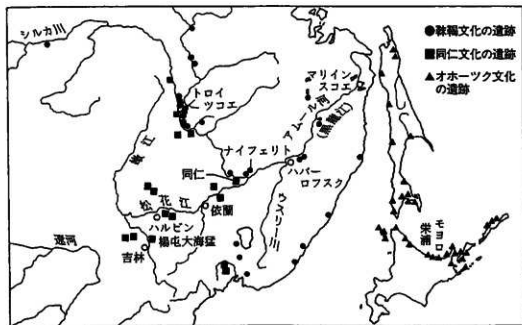 シルカ川
●靺鞨文化の遺跡
■同仁文化の遺跡
▲オホーツク文化
の遺跡
マリイン
スコエ
トロイ
ツコエ
アムール河
(黒龍江)
嫩江
ナイフェリト
同仁
ハバー
ロフスク
松花江
依蘭
ウスリー川
ハルビン
楊屯大海猛
吉林
遼河
モヨロ
栄浦